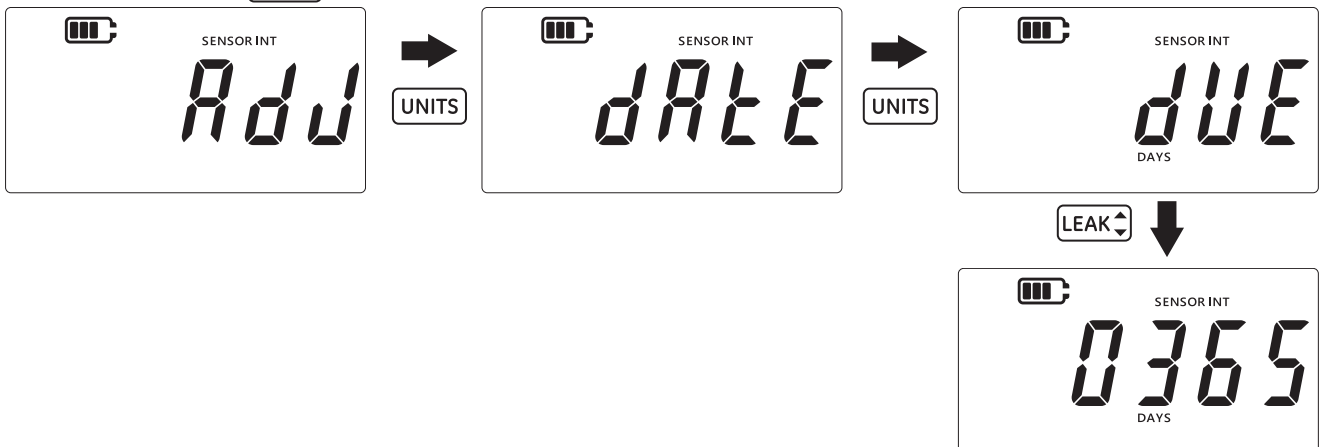 SENSOR INT
Adj
UNITS
SENSOR INT
dAtE
UNITS
SENSOR INT
dUE
DAYS
LEAK
SENSOR INT
0365
DAYS